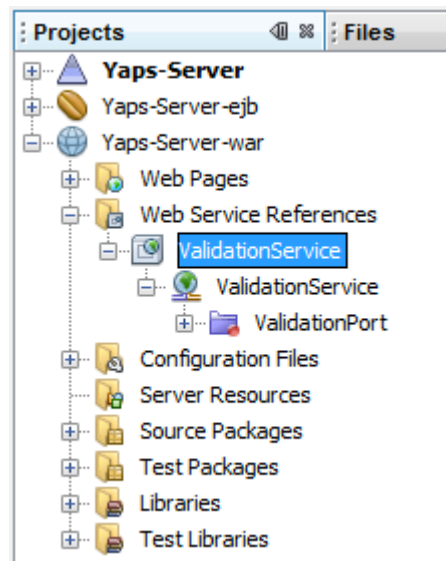 Projects Files
Yaps-Server
Yaps-Server-ejb
Yaps-Server-war
Web Pages
Web Service References
ValidationService
ValidationService
ValidationPort
Configuration Files
Server Resources
Source Packages
Test Packages
Libraries
Test Libraries